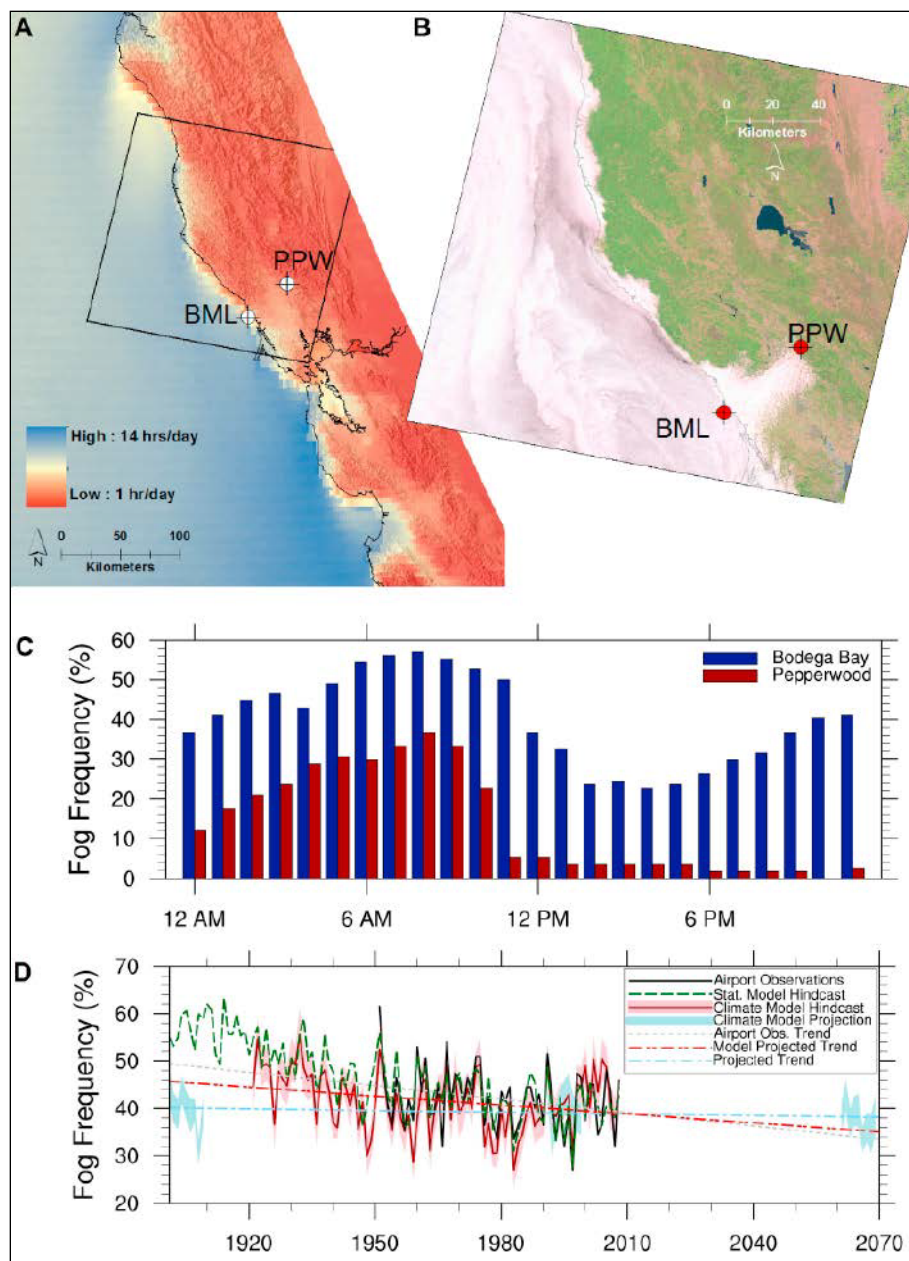 A
PPW
BML
High : 14 hrs/day
Low : 1 hr/day
N
0 50 100
Kilometers
B
0 20 40
Kilometers
N
PPW
BML
C
Fog Frequency (%)
60
50
40
30
20
10
0
Bodega Bay
Pepperwood
12 AM 6 AM 12 PM 6 PM
D
Fog Frequency (%)
70
60
50
40
30
20
Airport Observations
Stat. Model Hindcast
Climate Model Hindcast
Climate Model Projection
Airport Obs. Trend
Model Projected Trend
Projected Trend
1920 1950 1980 2010 2040 2070